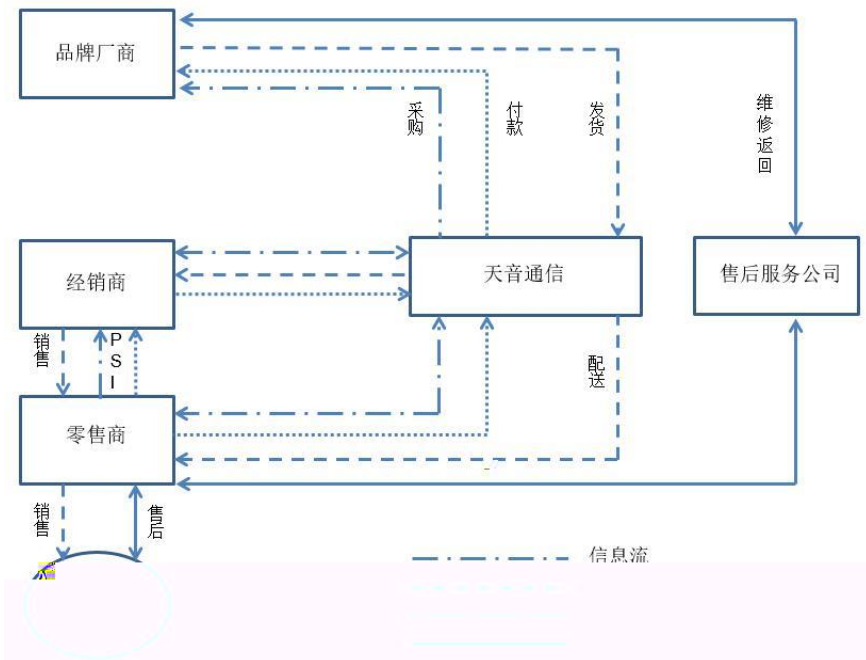 品牌厂商
采购
付款
发货
维修返回
经销商
天音通信
售后服务公司
销售
PSI
配送
零售商
销售
售后
信息流